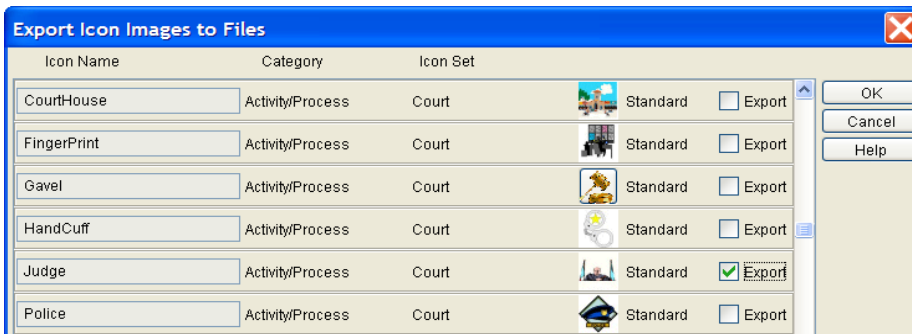 Export Icon Images to Files
Icon Name Category Icon Set
CourtHouse Activity/Process Court Standard Export OK
Cancel
FingerPrint Activity/Process Court Standard Export Help
Gavel Activity/Process Court Standard Export
HandCuff Activity/Process Court Standard Export
Judge Activity/Process Court Standard Export
Police Activity/Process Court Standard Export